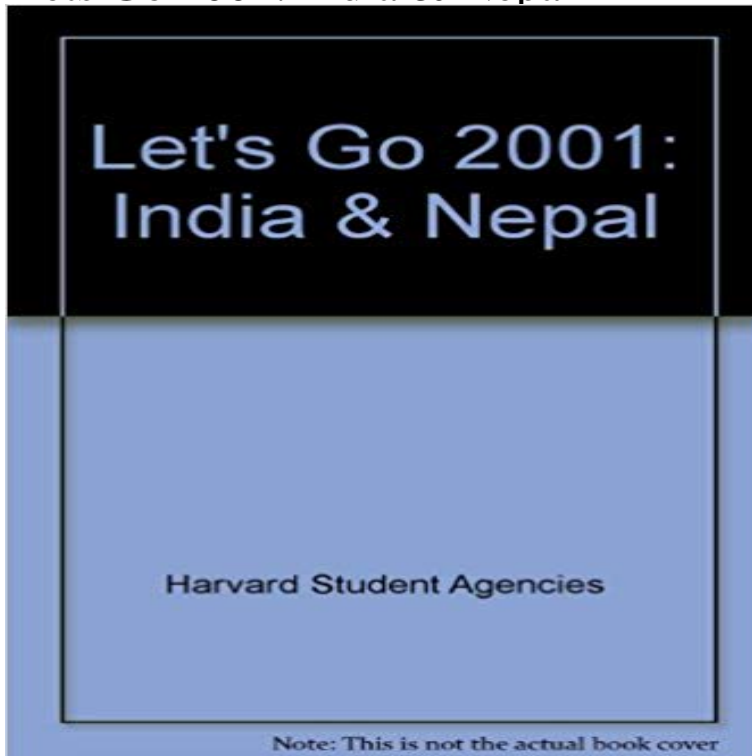 Let's Go 2001:
India & Nepal
Harvard Student Agencies
Note: This is not the actual book cover